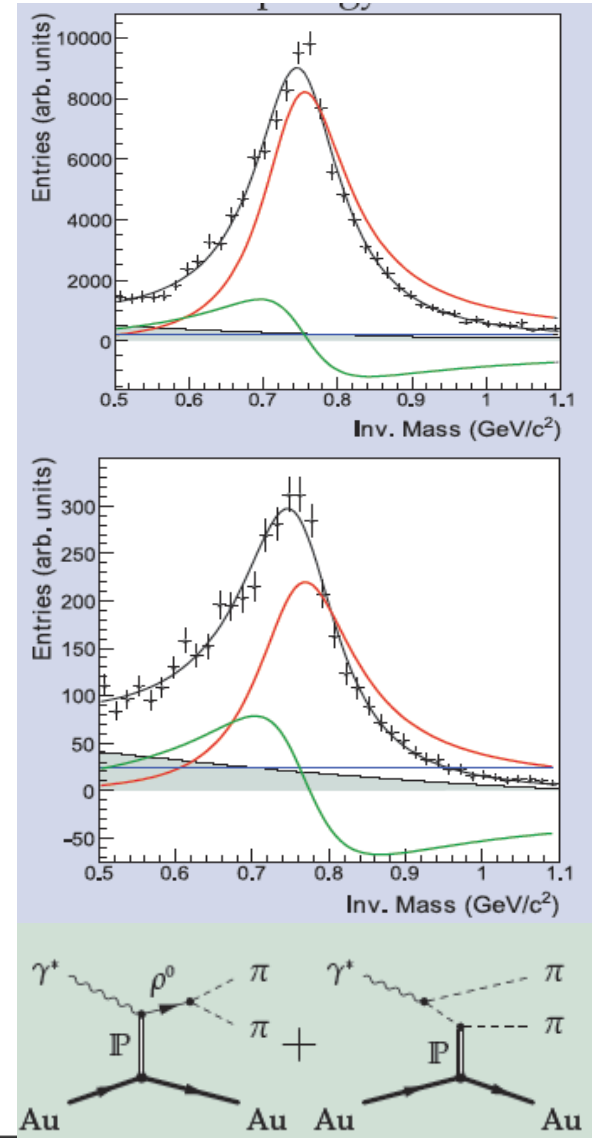 10000
8000
6000
4000
2000
0
Entries (arb. units)
0.5 0.6 0.7 0.8 0.9 1 1.1
Inv. Mass (GeV/c²)
300
250
200
150
100
50
0
−50
Entries (arb. units)
0.5 0.6 0.7 0.8 0.9 1 1.1
Inv. Mass (GeV/c²)
γ* ρ⁰ π γ* π
π π
ℙ + ℙ
Au Au Au Au